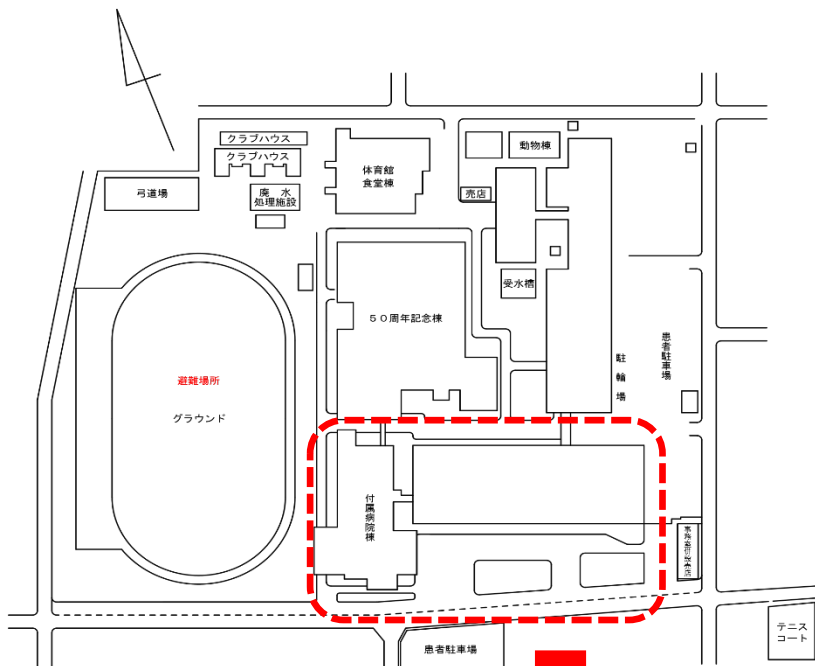 クラブハウス
クラブハウス
弓道場
廃 水
処理施設
体育館
食堂棟
動物棟
売店
受水槽
50周年記念棟
駐輪場
患者駐車場
避難場所
グラウンド
付属病院棟
患者駐車場
テニス
コート